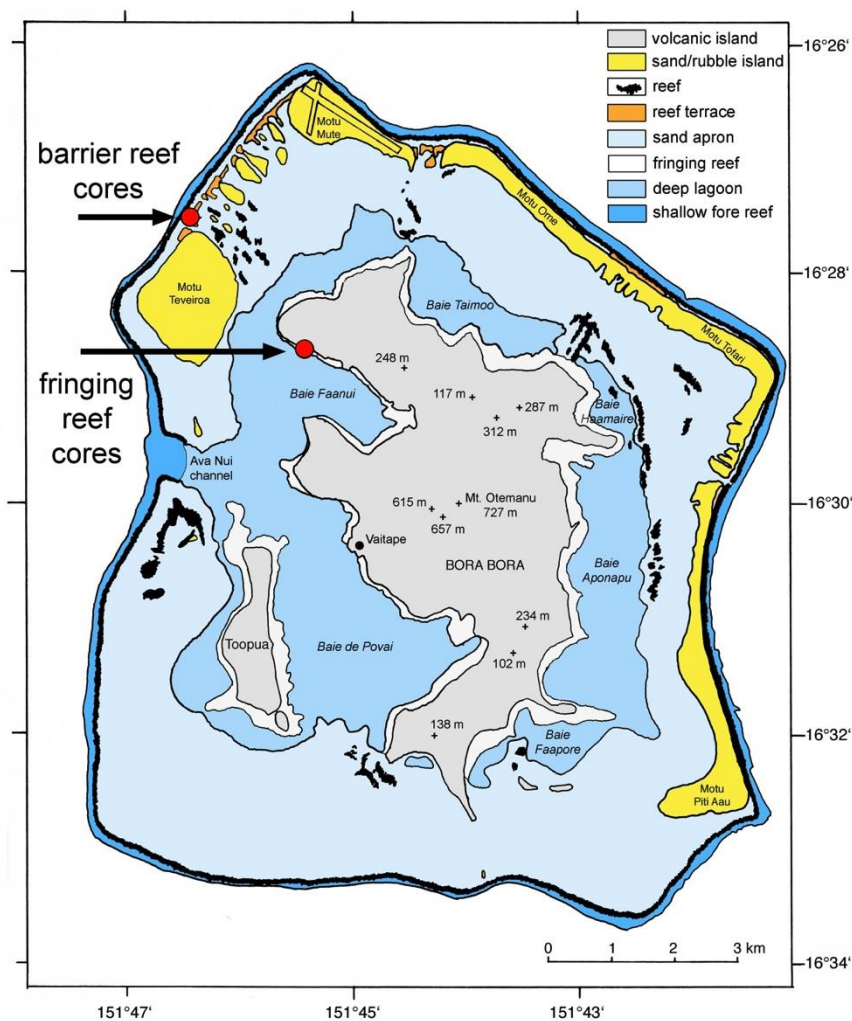 volcanic island
sand/rubble island
reef
reef terrace
sand apron
fringing reef
deep lagoon
shallow fore reef
16°26'
16°28'
16°30'
16°32'
16°34'
barrier reef
cores
fringing
reef
cores
Motu
Mute
Motu Ome
Motu
Teveiroa
Motu Tofari
Baie Taimoo
248 m
117 m
287 m
312 m
Baie Faanui
Baie
Haamaire
Ava Nui
channel
615 m
Mt. Otemanu
657 m
727 m
Vaitape
BORA BORA
Baie
Aponapu
234 m
102 m
Toopua
Baie de Povai
138 m
Baie
Faapore
Motu
Piti Aau
0 1 2 3 km
151°47' 151°45' 151°43'